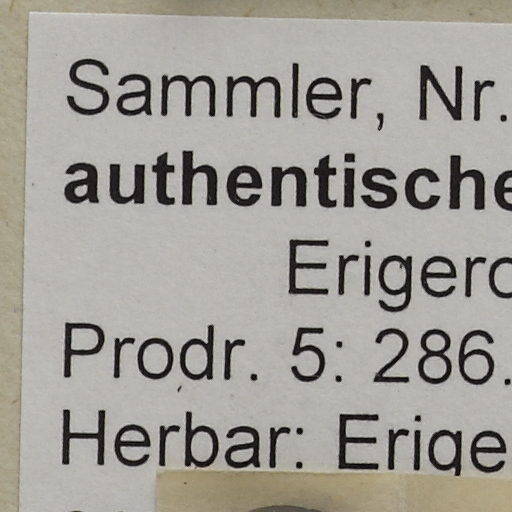 Sammler, Nr.
authentische
Erigero
Prodr. 5: 286.
Herbar: Erige